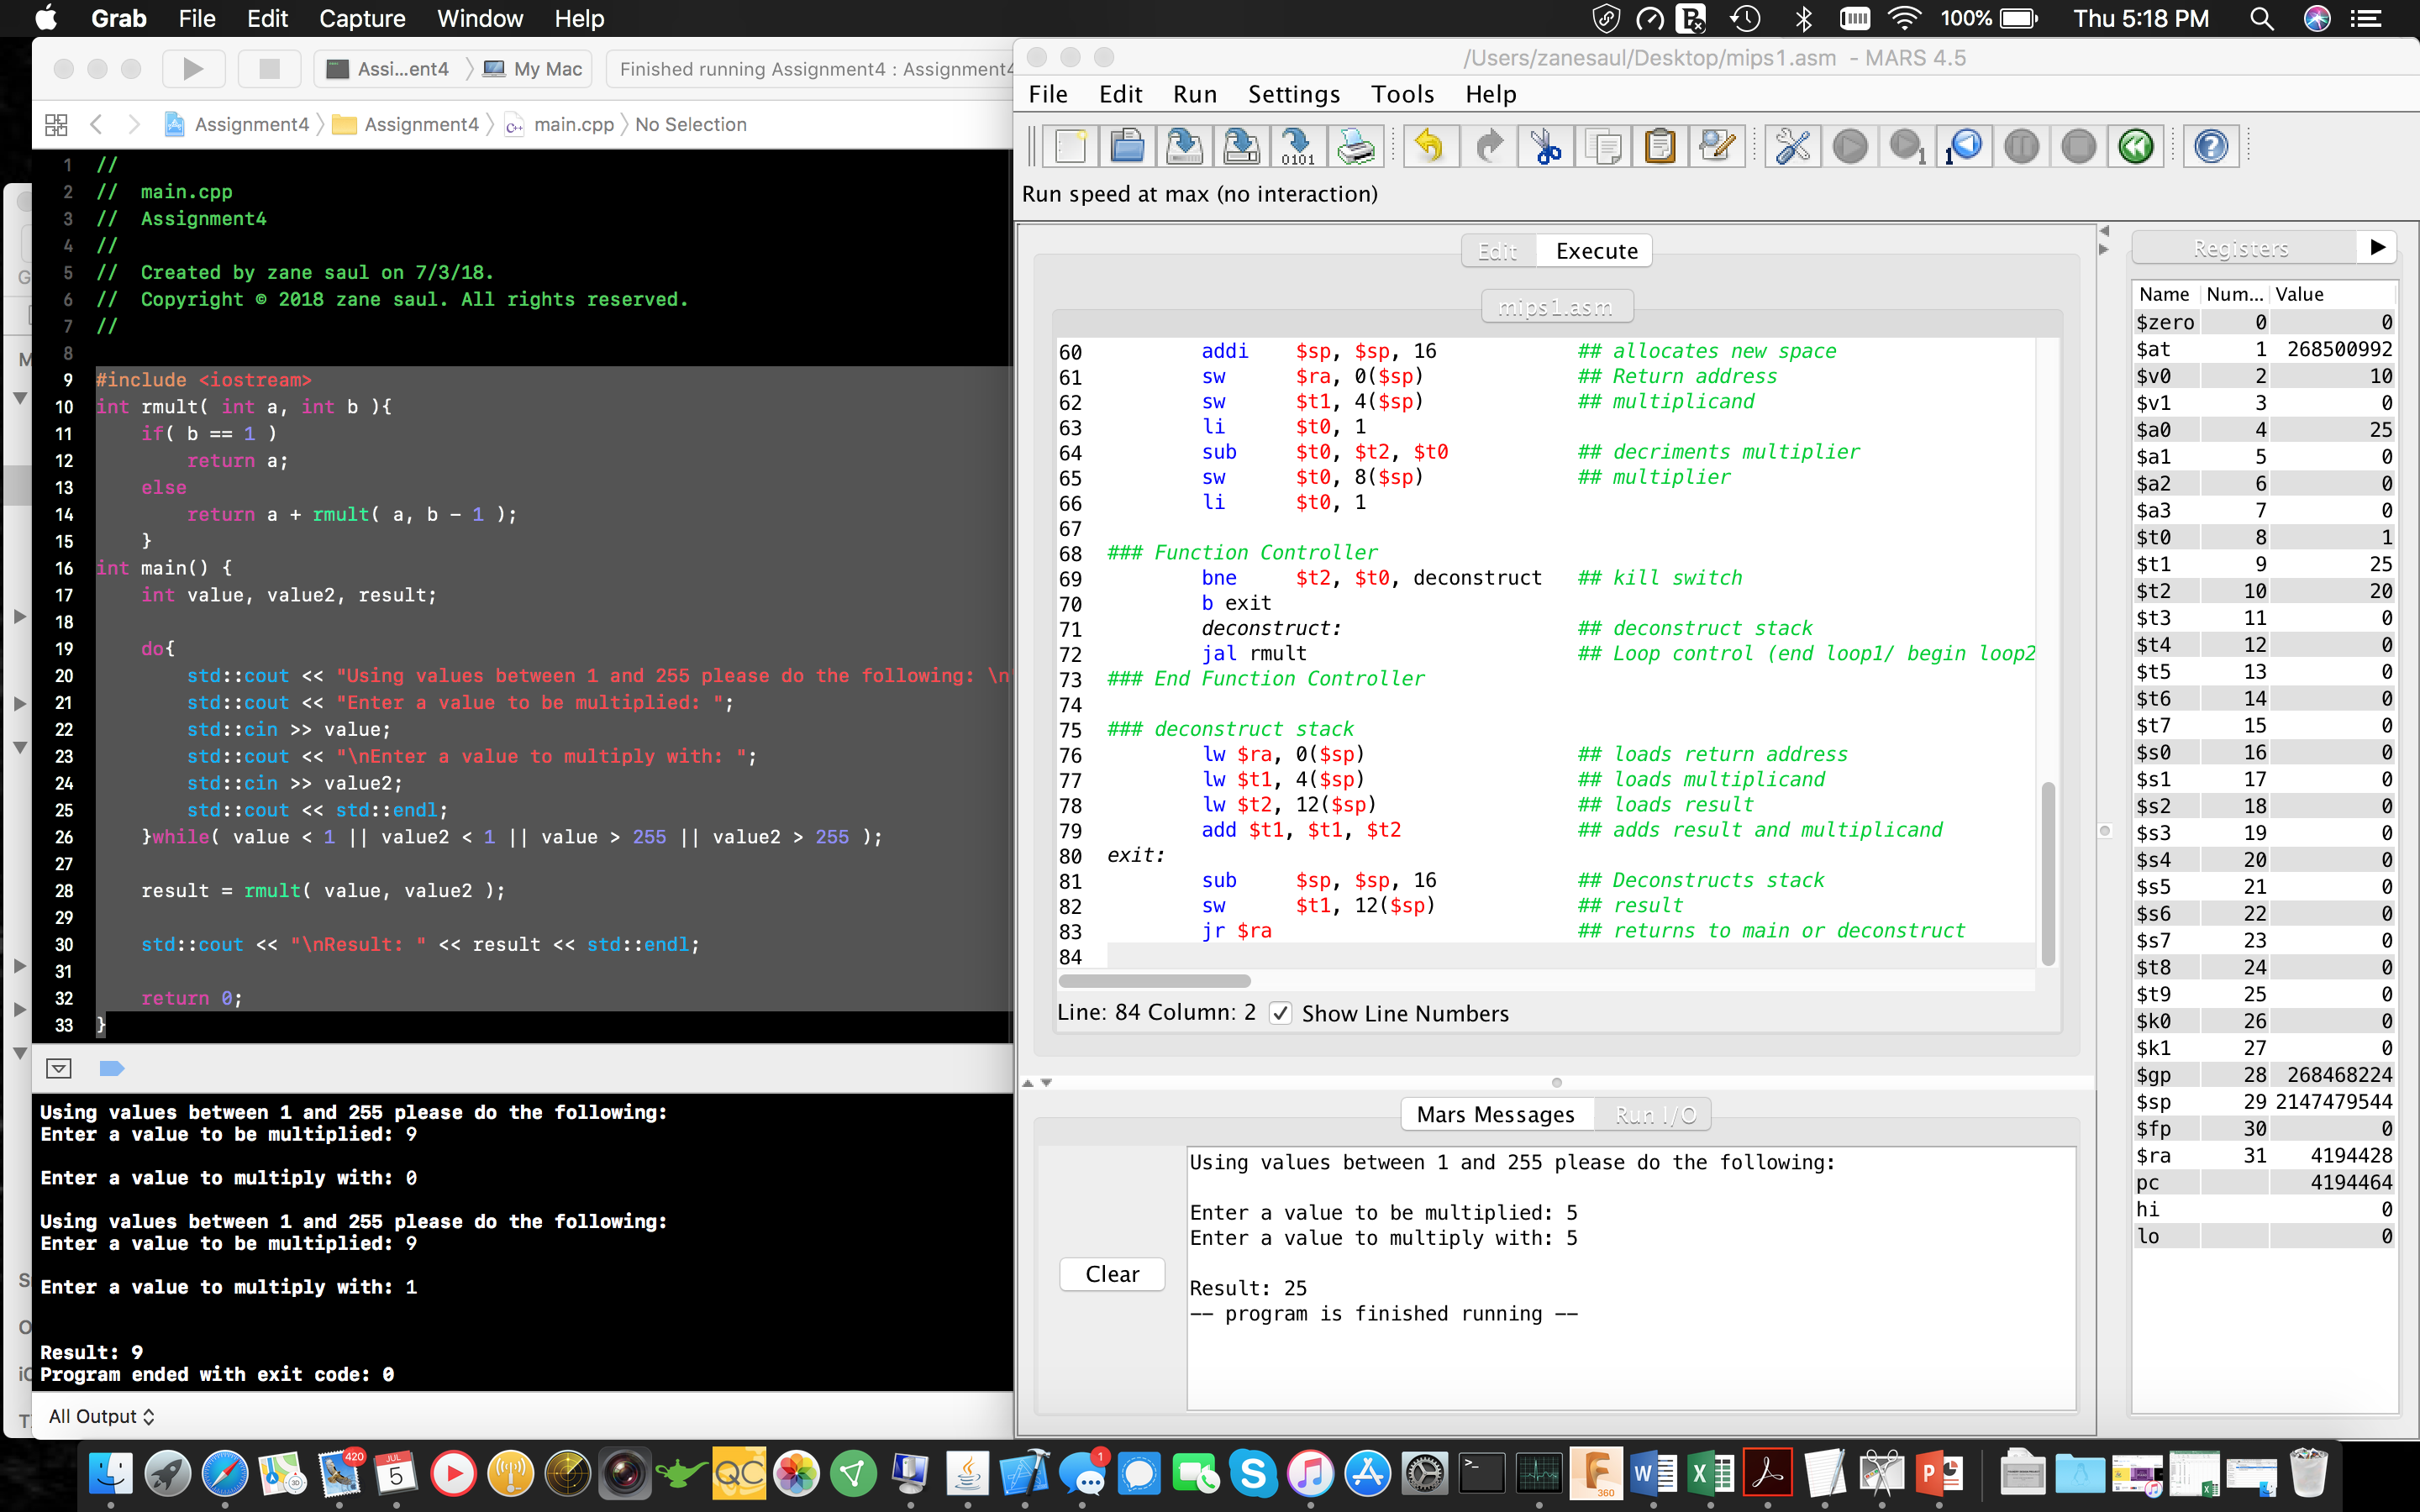 Grab File Edit Capture Window Help
100% Thu 5:18 PM
Assi...ent4 My Mac Finished running Assignment4 : Assignment4
Assignment4 Assignment4 main.cpp No Selection
1 //
2 // main.cpp
3 // Assignment4
4 //
5 // Created by zane saul on 7/3/18.
6 // Copyright © 2018 zane saul. All rights reserved.
7 //
8
9 #include <iostream>
10 int rmult( int a, int b ){
11 if( b == 1 )
12 return a;
13 else
14 return a + rmult( a, b - 1 );
15 }
16 int main() {
17 int value, value2, result;
18
19 do{
20 std::cout << "Using values between 1 and 255 please do the following: \n
21 std::cout << "Enter a value to be multiplied: ";
22 std::cin >> value;
23 std::cout << "\nEnter a value to multiply with: ";
24 std::cin >> value2;
25 std::cout << std::endl;
26 }while( value < 1 || value2 < 1 || value > 255 || value2 > 255 );
27
28 result = rmult( value, value2 );
29
30 std::cout << "\nResult: " << result << std::endl;
31
32 return 0;
33 }
Using values between 1 and 255 please do the following:
Enter a value to be multiplied: 9
Enter a value to multiply with: 0
Using values between 1 and 255 please do the following:
Enter a value to be multiplied: 9
Enter a value to multiply with: 1
Result: 9
Program ended with exit code: 0
All Output
/Users/zanesaul/Desktop/mips1.asm - MARS 4.5
File Edit Run Settings Tools Help
Run speed at max (no interaction)
Edit Execute
mips1.asm
60 addi $sp, $sp, 16 ## allocates new space
61 sw $ra, 0($sp) ## Return address
62 sw $t1, 4($sp) ## multiplicand
63 li $t0, 1
64 sub $t0, $t2, $t0 ## decriments multiplier
65 sw $t0, 8($sp) ## multiplier
66 li $t0, 1
67
68 ### Function Controller
69 bne $t2, $t0, deconstruct ## kill switch
70 b exit
71 deconstruct: ## deconstruct stack
72 jal rmult ## Loop control (end loop1/ begin loop2
73 ### End Function Controller
74
75 ### deconstruct stack
76 lw $ra, 0($sp) ## loads return address
77 lw $t1, 4($sp) ## loads multiplicand
78 lw $t2, 12($sp) ## loads result
79 add $t1, $t1, $t2 ## adds result and multiplicand
80 exit:
81 sub $sp, $sp, 16 ## Deconstructs stack
82 sw $t1, 12($sp) ## result
83 jr $ra ## returns to main or deconstruct
84
Line: 84 Column: 2 Show Line Numbers
Mars Messages Run I/O
Clear
Using values between 1 and 255 please do the following:
Enter a value to be multiplied: 5
Enter a value to multiply with: 5
Result: 25
-- program is finished running --
Registers
Name Num... Value
$zero 0 0
$at 1 268500992
$v0 2 10
$v1 3 0
$a0 4 25
$a1 5 0
$a2 6 0
$a3 7 0
$t0 8 1
$t1 9 25
$t2 10 20
$t3 11 0
$t4 12 0
$t5 13 0
$t6 14 0
$t7 15 0
$s0 16 0
$s1 17 0
$s2 18 0
$s3 19 0
$s4 20 0
$s5 21 0
$s6 22 0
$s7 23 0
$t8 24 0
$t9 25 0
$k0 26 0
$k1 27 0
$gp 28 268468224
$sp 29 2147479544
$fp 30 0
$ra 31 4194428
pc 4194464
hi 0
lo 0
420 JUL 5 QC 1 360